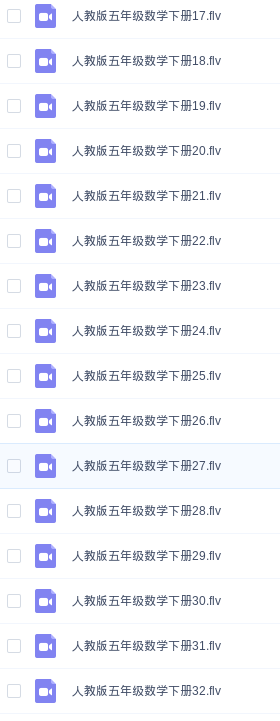 人教版五年级数学下册17.flv
人教版五年级数学下册18.flv
人教版五年级数学下册19.flv
人教版五年级数学下册20.flv
人教版五年级数学下册21.flv
人教版五年级数学下册22.flv
人教版五年级数学下册23.flv
人教版五年级数学下册24.flv
人教版五年级数学下册25.flv
人教版五年级数学下册26.flv
人教版五年级数学下册27.flv
人教版五年级数学下册28.flv
人教版五年级数学下册29.flv
人教版五年级数学下册30.flv
人教版五年级数学下册31.flv
人教版五年级数学下册32.flv